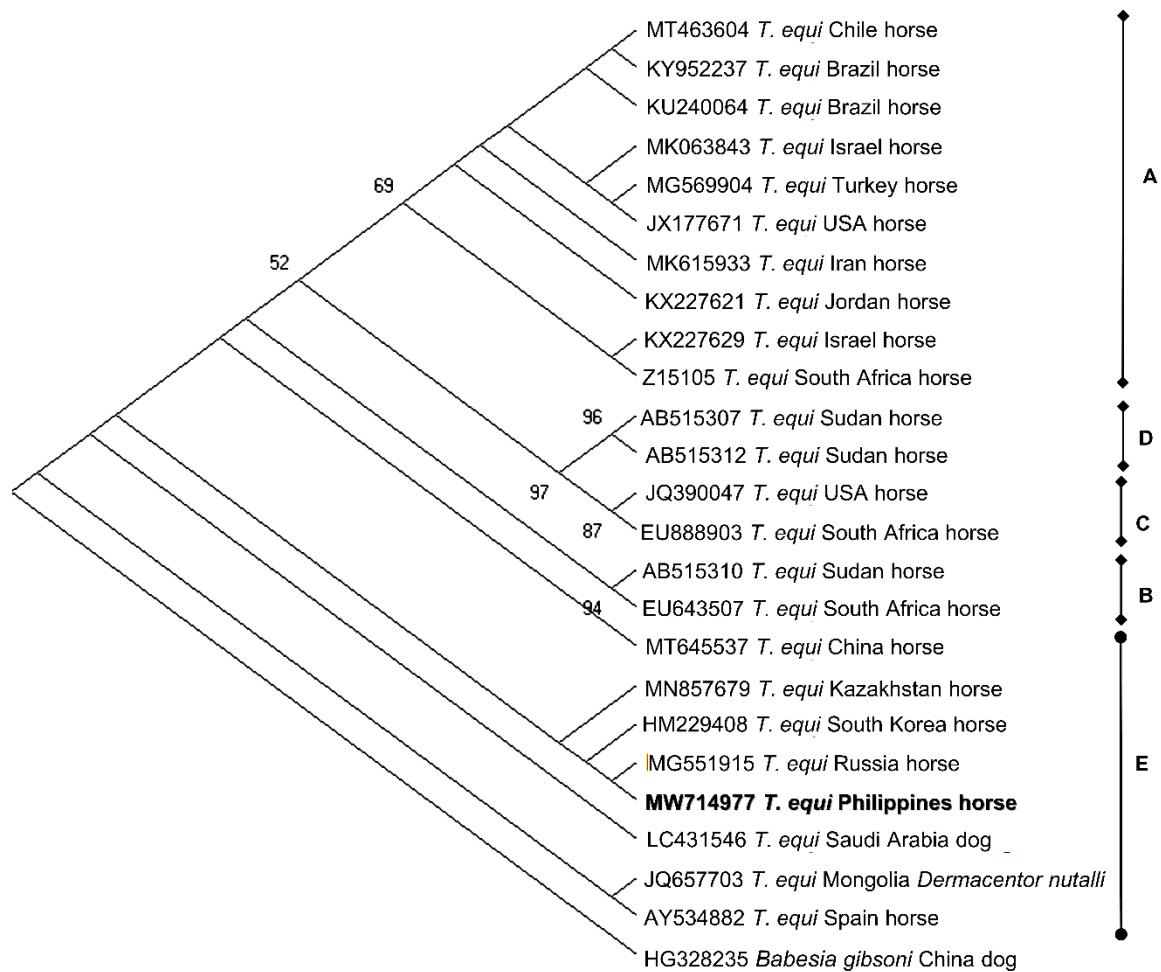 MT463604 T. equi Chile horse
KY952237 T. equi Brazil horse
KU240064 T. equi Brazil horse
MK063843 T. equi Israel horse
A
69
MG569904 T. equi Turkey horse
JX177671 T. equi USA horse
52
MK615933 T. equi Iran horse
KX227621 T. equi Jordan horse
KX227629 T. equi Israel horse
Z15105 T. equi South Africa horse
96
AB515307 T. equi Sudan horse
D
AB515312 T. equi Sudan horse
97
JQ390047 T. equi USA horse
C
87
EU888903 T. equi South Africa horse
AB515310 T. equi Sudan horse
B
94
EU643507 T. equi South Africa horse
MT645537 T. equi China horse
MN857679 T. equi Kazakhstan horse
HM229408 T. equi South Korea horse
MG551915 T. equi Russia horse
E
MW714977 T. equi Philippines horse
LC431546 T. equi Saudi Arabia dog
JQ657703 T. equi Mongolia Dermacentor nutalli
AY534882 T. equi Spain horse
HG328235 Babesia gibsoni China dog